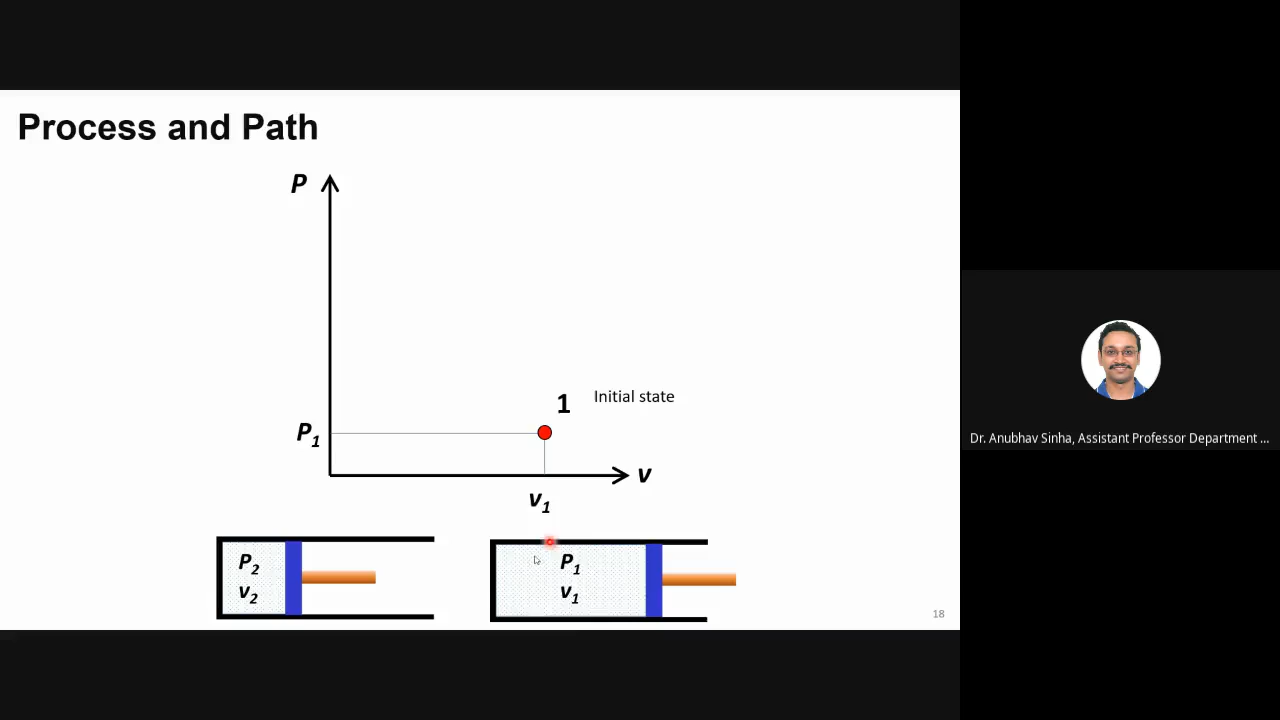 Process and Path
P
1 Initial state
P1
v
v1
P2
v2
P1
v1
18
Dr. Anubhav Sinha, Assistant Professor Department ...